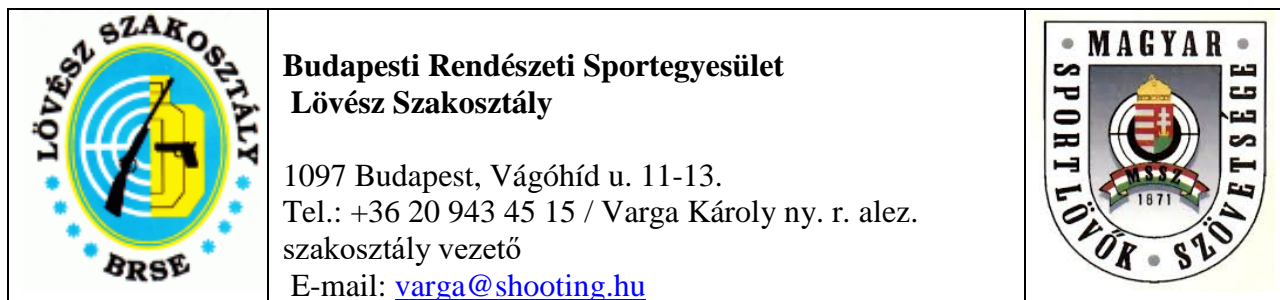 LÖVÉSZ SZAKOSZTÁLY
BRSE
Budapesti Rendészeti Sportegyesület
Lövész Szakosztály
1097 Budapest, Vágóhíd u. 11-13.
Tel.: +36 20 943 45 15 / Varga Károly ny. r. alez.
szakosztály vezető
E-mail: varga@shooting.hu
MAGYAR
SPORTLÖVŐK SZÖVETSÉGE
MSSZ
1871